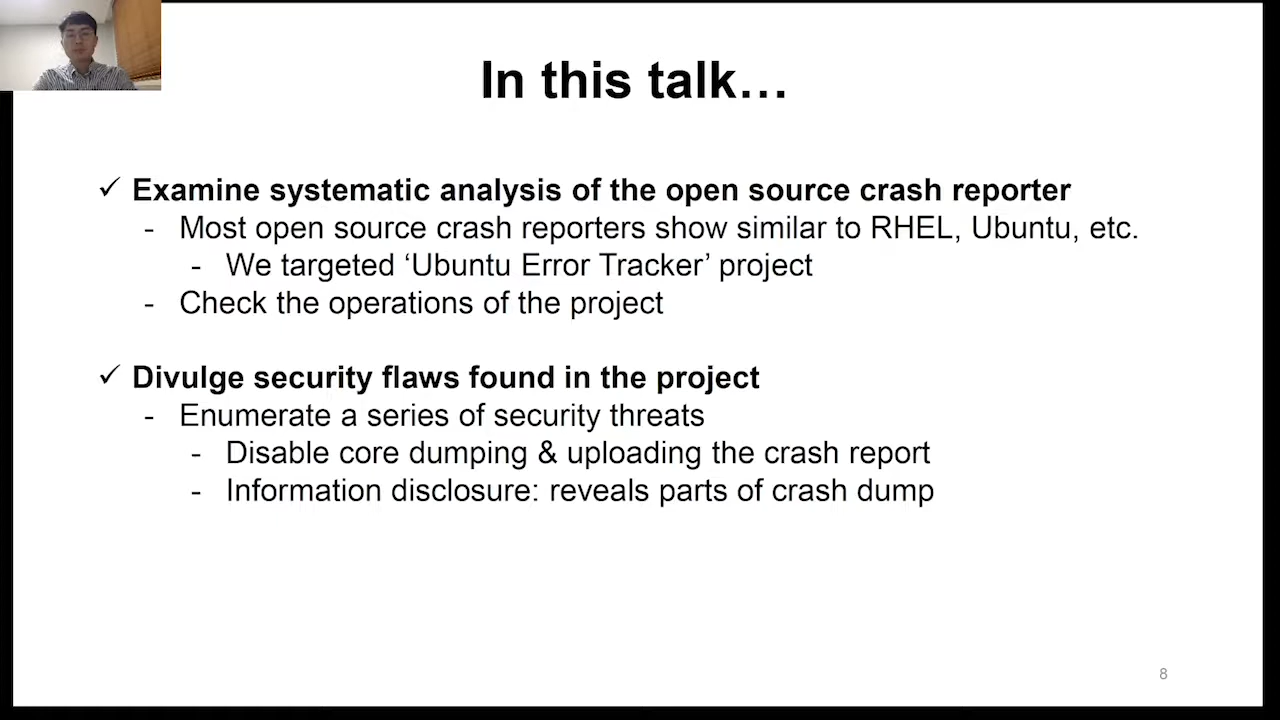 In this talk…
✓ Examine systematic analysis of the open source crash reporter
- Most open source crash reporters show similar to RHEL, Ubuntu, etc.
- We targeted ‘Ubuntu Error Tracker’ project
- Check the operations of the project
✓ Divulge security flaws found in the project
- Enumerate a series of security threats
- Disable core dumping & uploading the crash report
- Information disclosure: reveals parts of crash dump
8